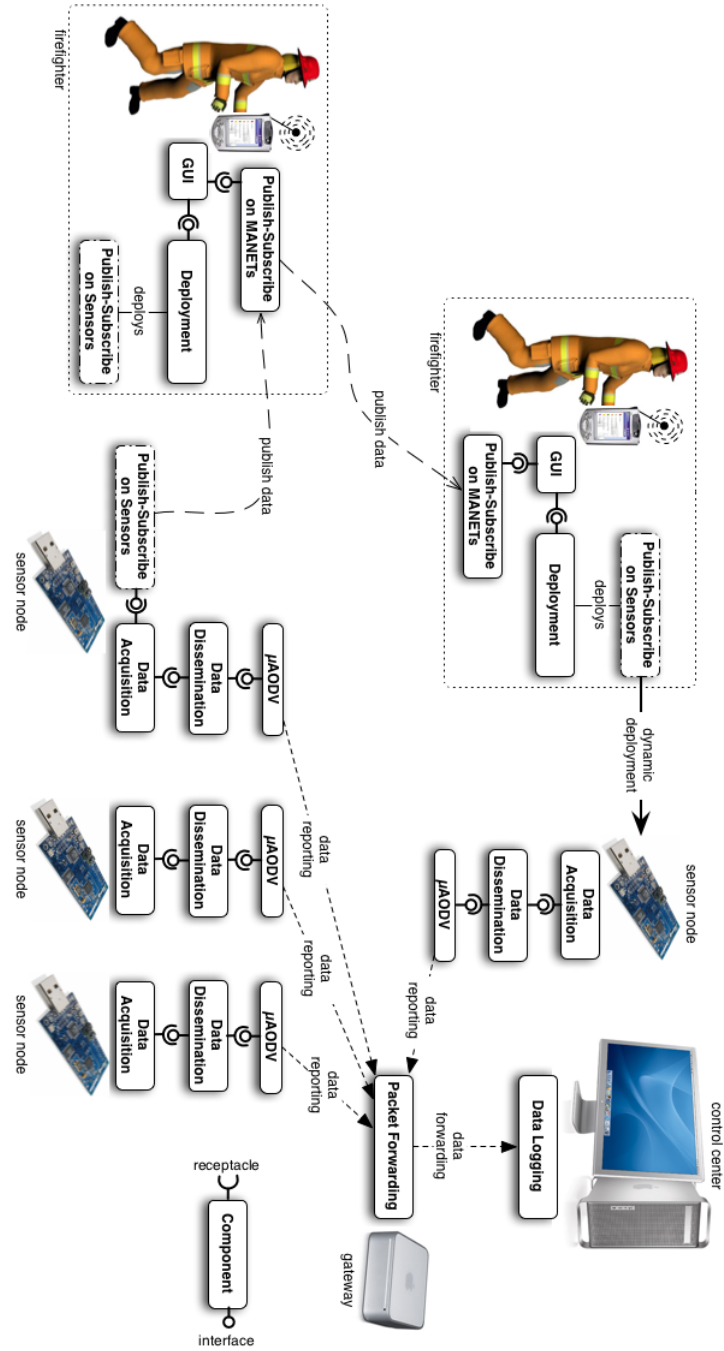 control center
Data Logging
data
forwarding
Packet Forwarding
gateway
sensor node
Data
Acquisition
Data
Dissemination
µAODV
data
reporting
dynamic
deployment
Publish-Subscribe
on Sensors
deploys
Deployment
GUI
Publish-Subscribe
on MANETs
firefighter
publish data
firefighter
Publish-Subscribe
on MANETs
GUI
Deployment
deploys
Publish-Subscribe
on Sensors
publish data
Publish-Subscribe
on Sensors
µAODV
Data
Dissemination
Data
Acquisition
sensor node
data
reporting
µAODV
Data
Dissemination
Data
Acquisition
sensor node
data
reporting
µAODV
Data
Dissemination
Data
Acquisition
sensor node
data
reporting
receptacle
Component
interface